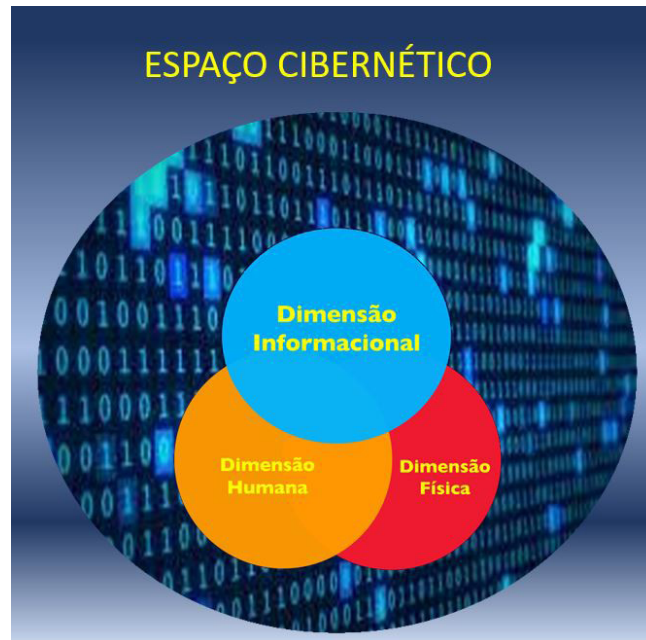 ESPAÇO CIBERNÉTICO
Dimensão
Informacional
Dimensão
Humana
Dimensão
Física